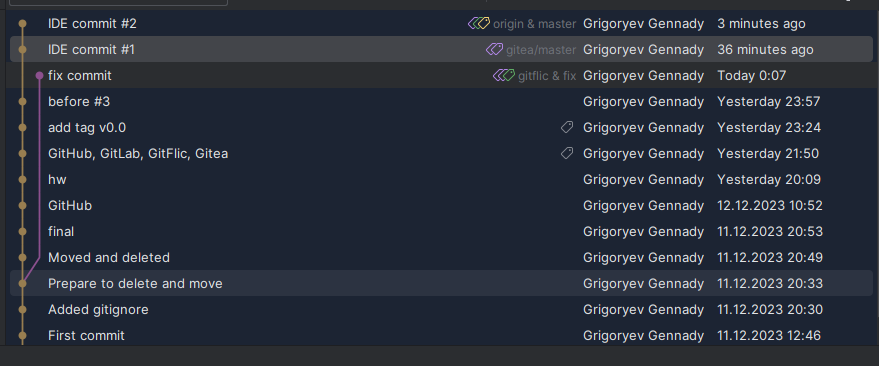 IDE commit #2 origin & master Grigoryev Gennady 3 minutes ago
IDE commit #1 gitea/master Grigoryev Gennady 36 minutes ago
fix commit gitflic & fix Grigoryev Gennady Today 0:07
before #3 Grigoryev Gennady Yesterday 23:57
add tag v0.0 Grigoryev Gennady Yesterday 23:24
GitHub, GitLab, GitFlic, Gitea Grigoryev Gennady Yesterday 21:50
hw Grigoryev Gennady Yesterday 20:09
GitHub Grigoryev Gennady 12.12.2023 10:52
final Grigoryev Gennady 11.12.2023 20:53
Moved and deleted Grigoryev Gennady 11.12.2023 20:49
Prepare to delete and move Grigoryev Gennady 11.12.2023 20:33
Added gitignore Grigoryev Gennady 11.12.2023 20:30
First commit Grigoryev Gennady 11.12.2023 12:46